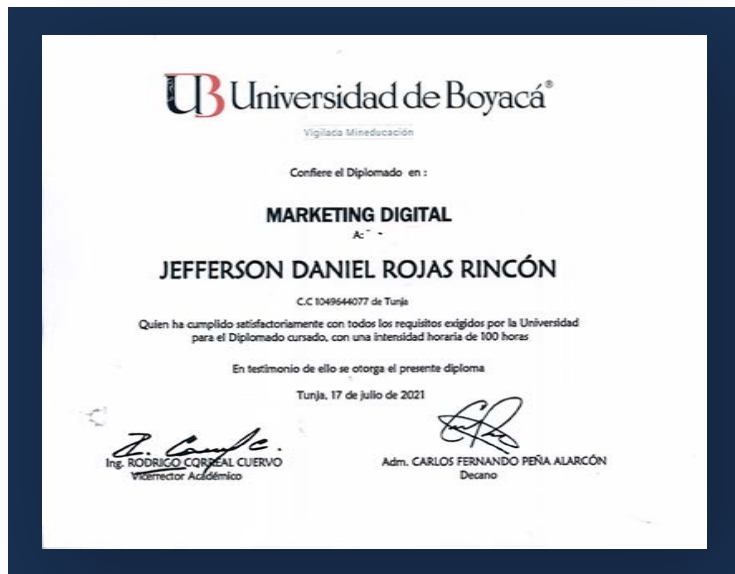 UB Universidad de Boyacá®
Vigilada Mineducación
Confiere el Diplomado en :
MARKETING DIGITAL
A:
JEFFERSON DANIEL ROJAS RINCÓN
C.C 1049644077 de Tunja
Quien ha cumplido satisfactoriamente con todos los requisitos exigidos por la Universidad
para el Diplomado cursado, con una intensidad horaria de 100 horas
En testimonio de ello se otorga el presente diploma
Tunja, 17 de julio de 2021
Ing. RODRIGO CORREAL CUERVO
Vicerrector Académico
Adm. CARLOS FERNANDO PEÑA ALARCÓN
Decano